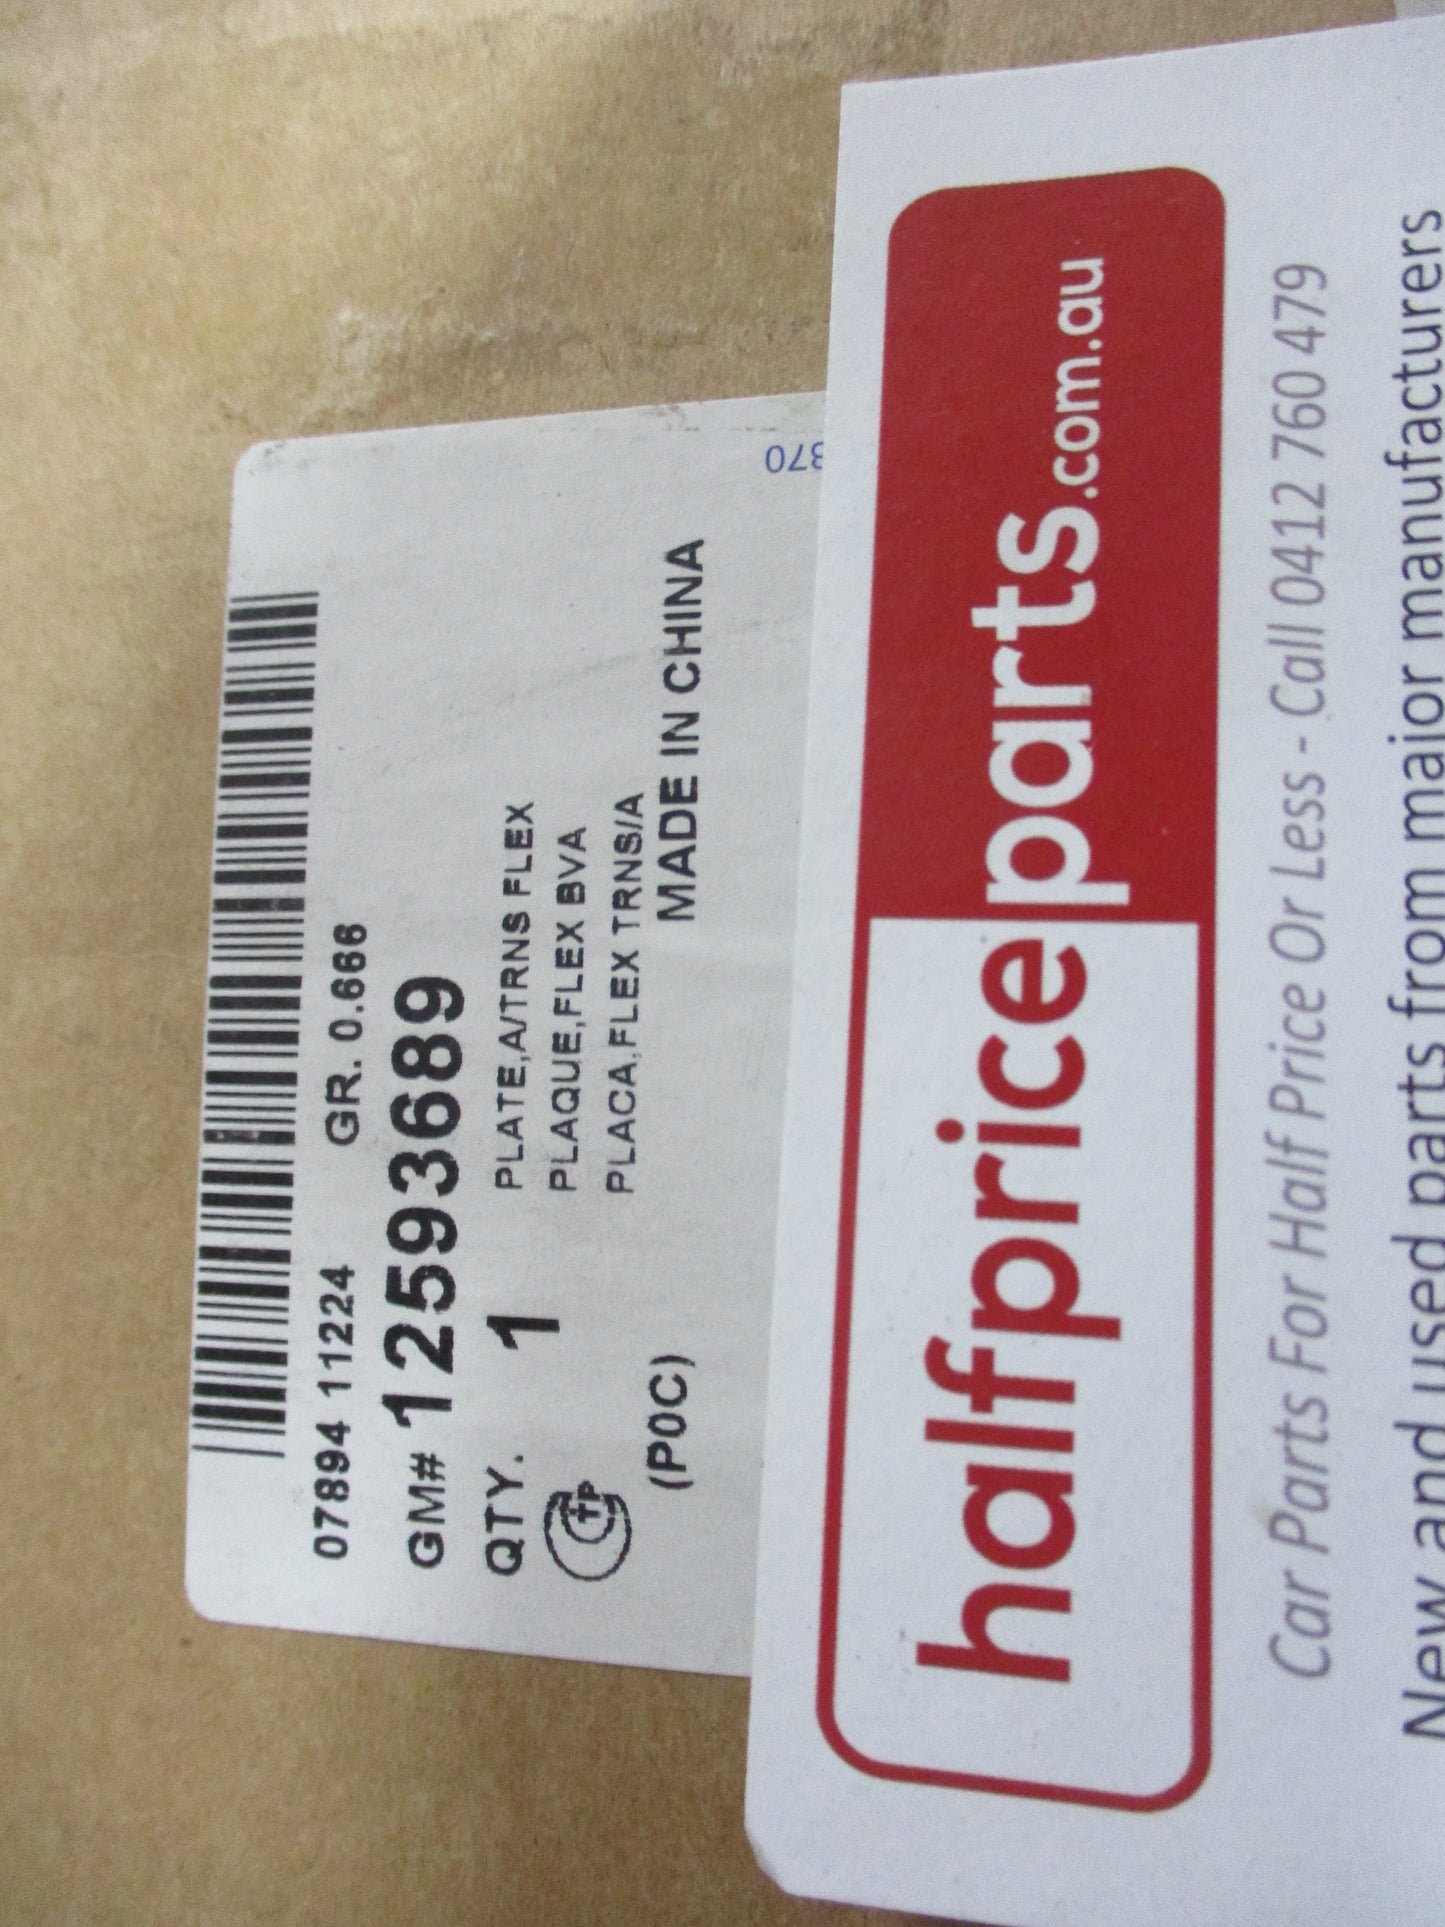 07894 11224 GR. 0.666
GM# 12593689
QTY. 1
PLATE,A/TRNS FLEX
PLAQUE,FLEX BVA
PLACA,FLEX TRNS/A
(P0C)
MADE IN CHINA
370
halfpriceparts.com.au
Car Parts For Half Price Or Less - Call 0412 760 479
New and used parts from major manufacturers